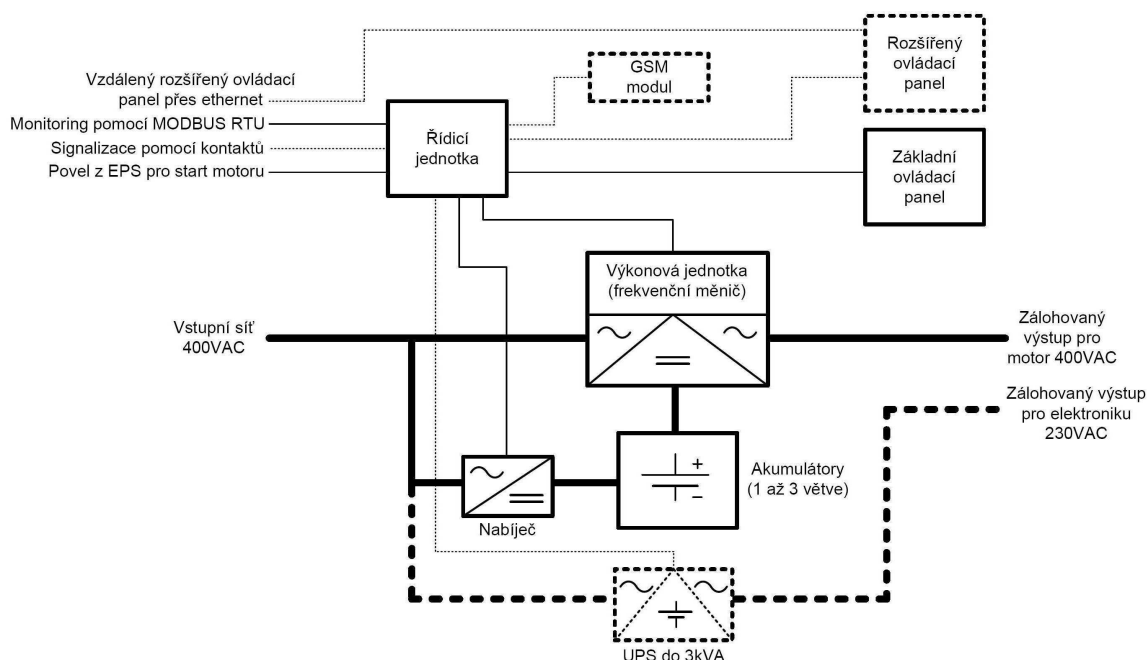 Rozšířený
ovládací
panel
GSM
modul
Vzdálený rozšířený ovládací
panel přes ethernet
Monitoring pomocí MODBUS RTU
Signalizace pomocí kontaktů
Povel z EPS pro start motoru
Řídicí
jednotka
Základní
ovládací
panel
Výkonová jednotka
(frekvenční měnič)
Vstupní síť
400VAC
Zálohovaný
výstup pro
motor 400VAC
Zálohovaný výstup
pro elektroniku
230VAC
+
–
Akumulátory
(1 až 3 větve)
Nabíječ
UPS do 3kVA